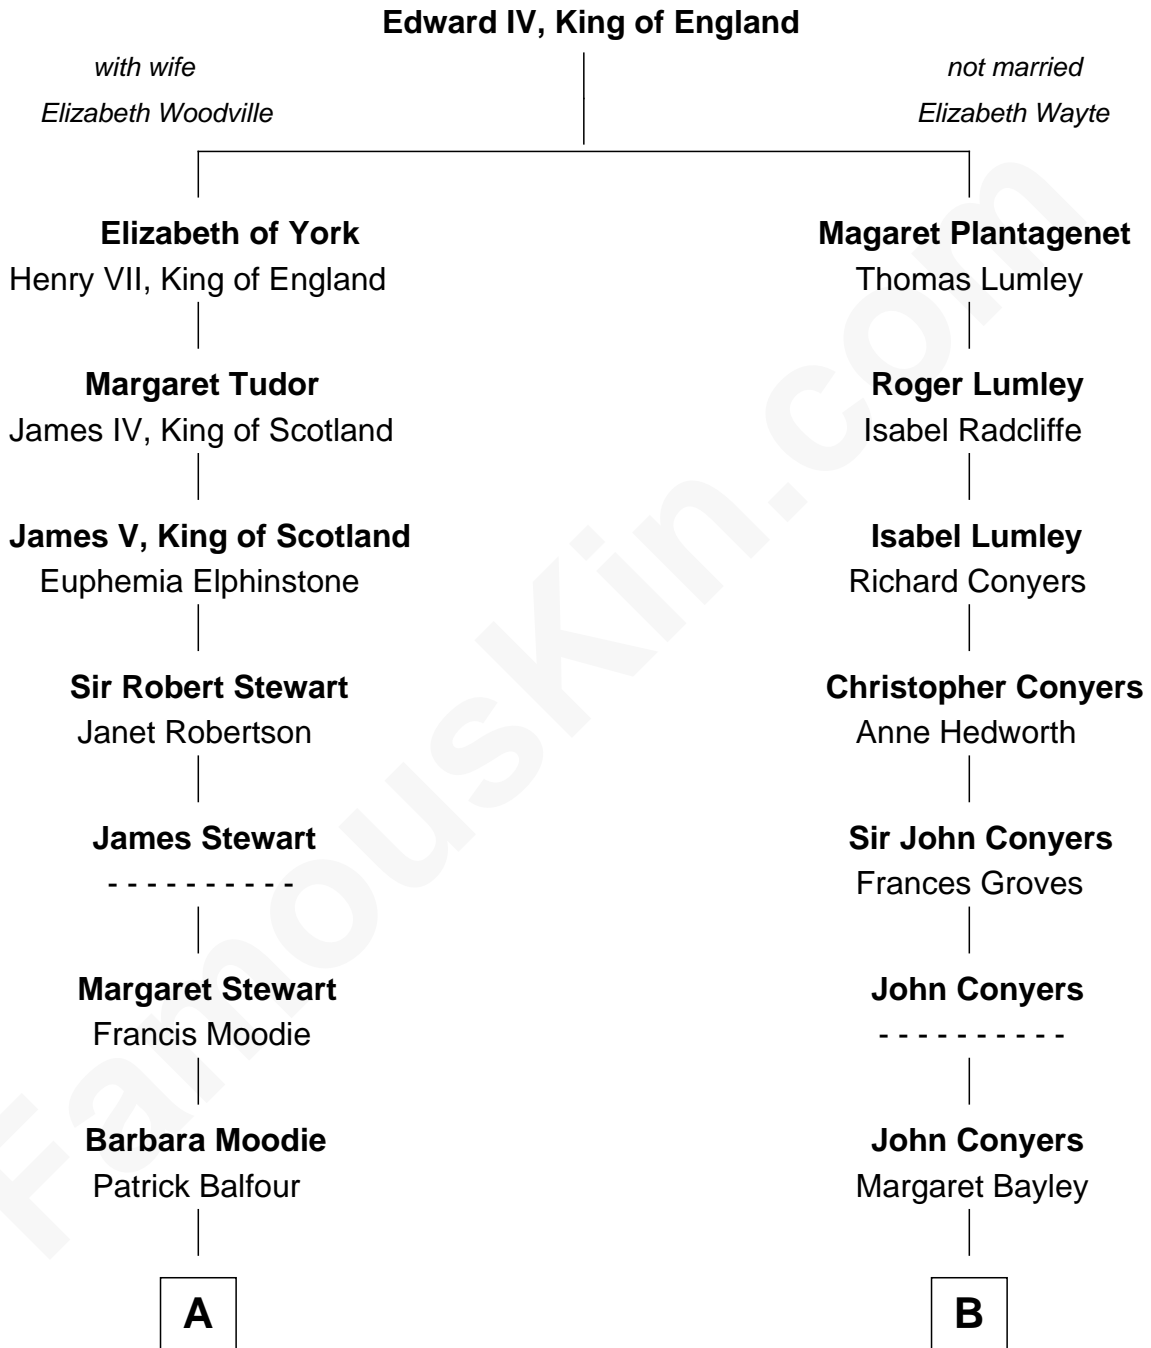 Edward IV, King of England
with wife
Elizabeth Woodville
not married
Elizabeth Wayte
Elizabeth of York
Henry VII, King of England
Magaret Plantagenet
Thomas Lumley
Margaret Tudor
James IV, King of Scotland
Roger Lumley
Isabel Radcliffe
James V, King of Scotland
Euphemia Elphinstone
Isabel Lumley
Richard Conyers
Sir Robert Stewart
Janet Robertson
Christopher Conyers
Anne Hedworth
James Stewart
- - - - - - - - - -
Sir John Conyers
Frances Groves
Margaret Stewart
Francis Moodie
John Conyers
- - - - - - - - - -
Barbara Moodie
Patrick Balfour
John Conyers
Margaret Bayley
A
B
FamousKin.com